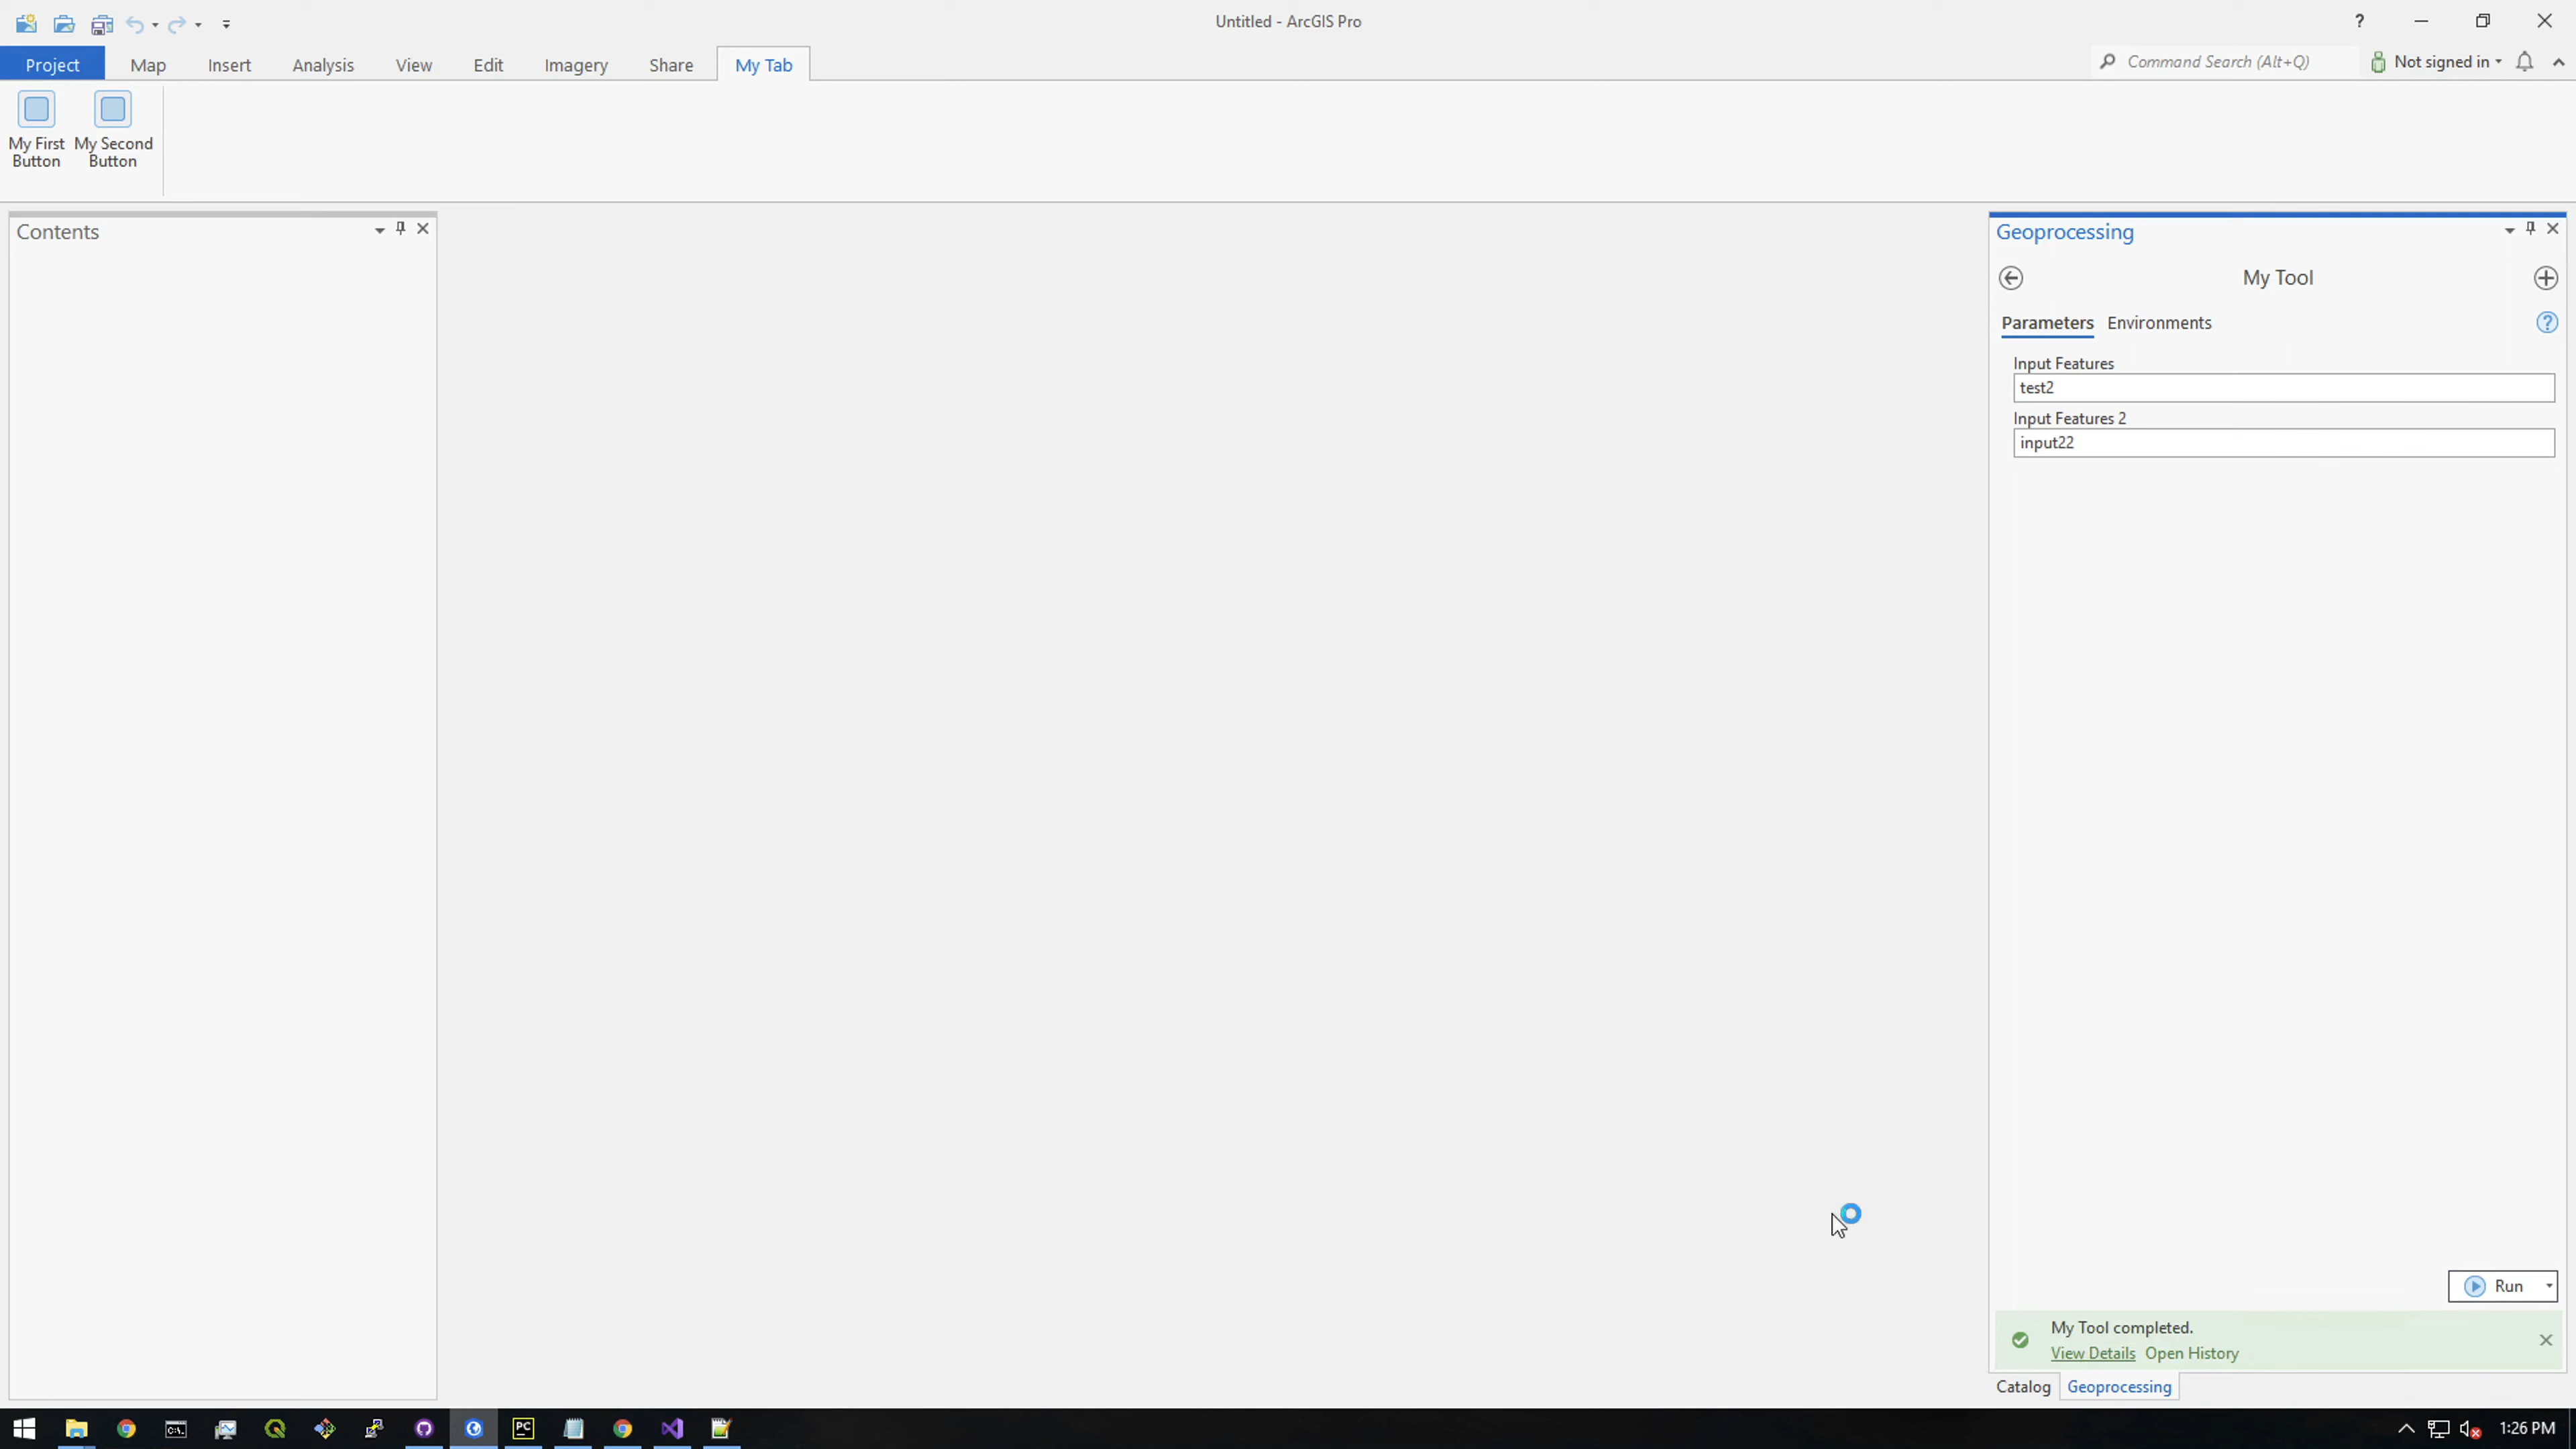 Untitled - ArcGIS Pro
?
Project Map Insert Analysis View Edit Imagery Share My Tab
Command Search (Alt+Q)
Not signed in
My First Button
My Second Button
Contents
Geoprocessing
My Tool
Parameters Environments
?
Input Features
test2
Input Features 2
input22
Run
My Tool completed.
View Details Open History
Catalog Geoprocessing
PC
1:26 PM